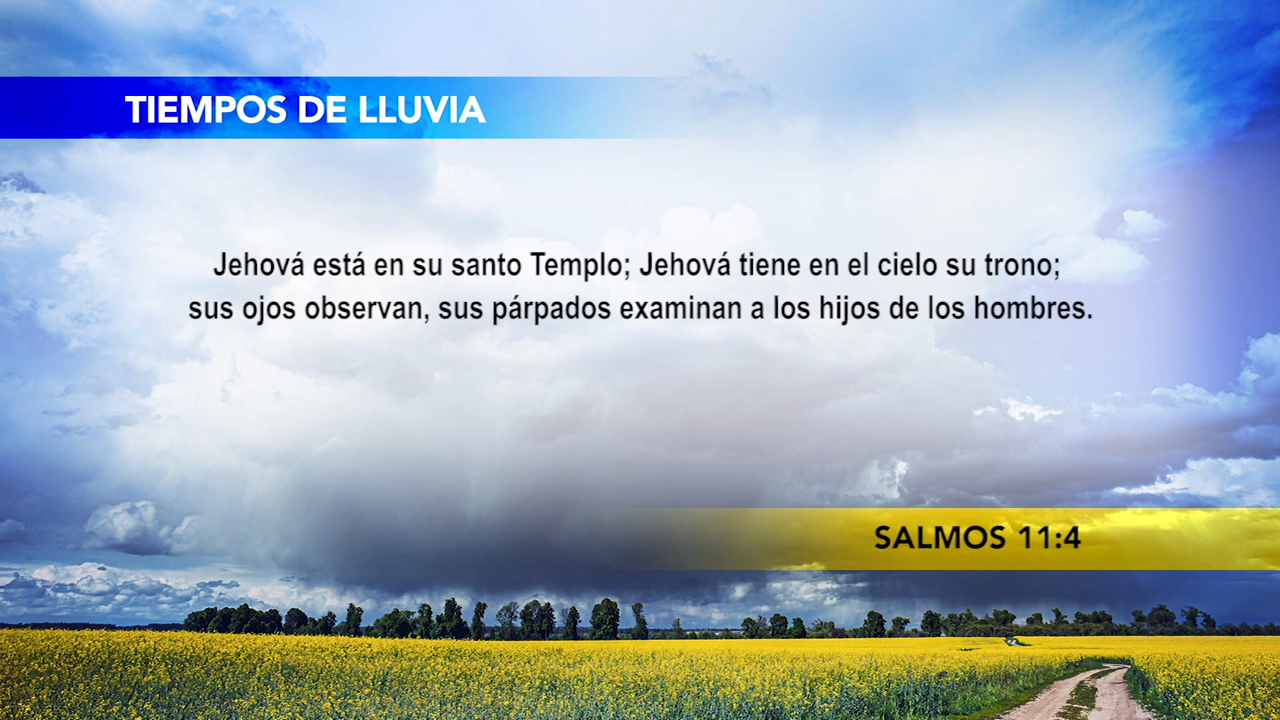 TIEMPOS DE LLUVIA
Jehová está en su santo Templo; Jehová tiene en el cielo su trono;
sus ojos observan, sus párpados examinan a los hijos de los hombres.
SALMOS 11:4